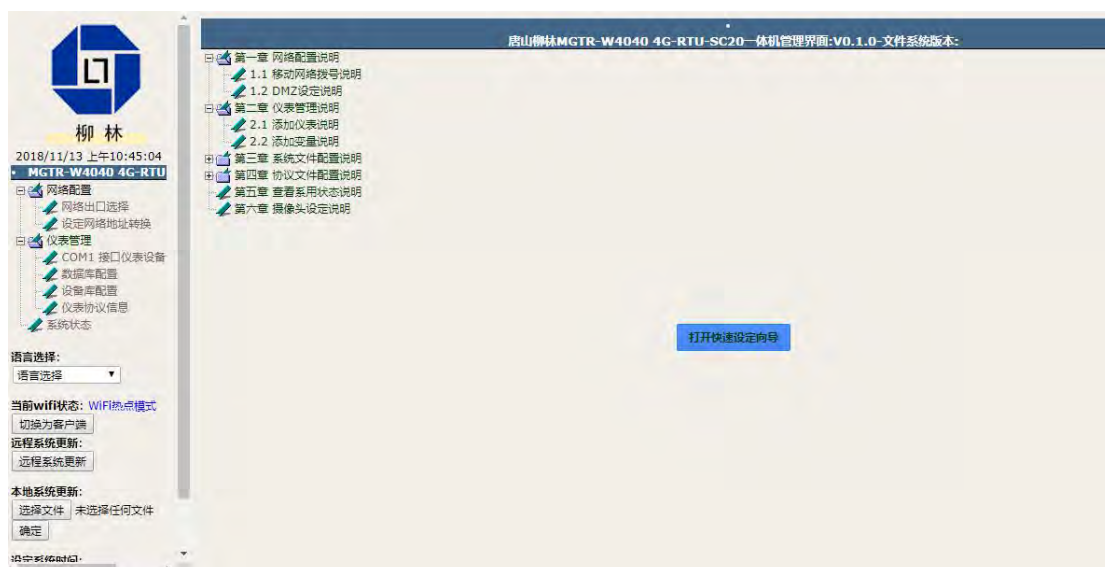 柳 林
2018/11/13 上午10:45:04
MGTR-W4040 4G-RTU
网络配置
网络出口选择
设定网络地址转换
仪表管理
COM1 接口仪表设备
数据库配置
设备库配置
仪表协议信息
系统状态
语言选择:
语言选择
当前wifi状态: WiFi热点模式
切换为客户端
远程系统更新:
远程系统更新
本地系统更新:
选择文件 未选择任何文件
确定
设定系统时间:
唐山柳林MGTR-W4040 4G-RTU-SC20一体机管理界面:V0.1.0-文件系统版本:
第一章 网络配置说明
1.1 移动网络拨号说明
1.2 DMZ设定说明
第二章 仪表管理说明
2.1 添加仪表说明
2.2 添加变量说明
第三章 系统文件配置说明
第四章 协议文件配置说明
第五章 查看系用状态说明
第六章 摄像头设定说明
打开快速设定向导